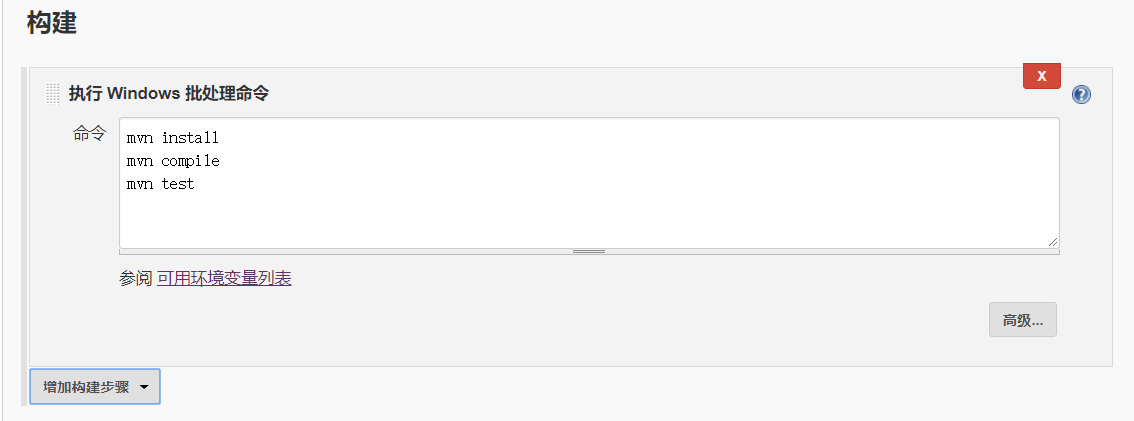 构建
X
执行 Windows 批处理命令
命令
mvn install
mvn compile
mvn test
参阅 可用环境变量列表
高级...
增加构建步骤